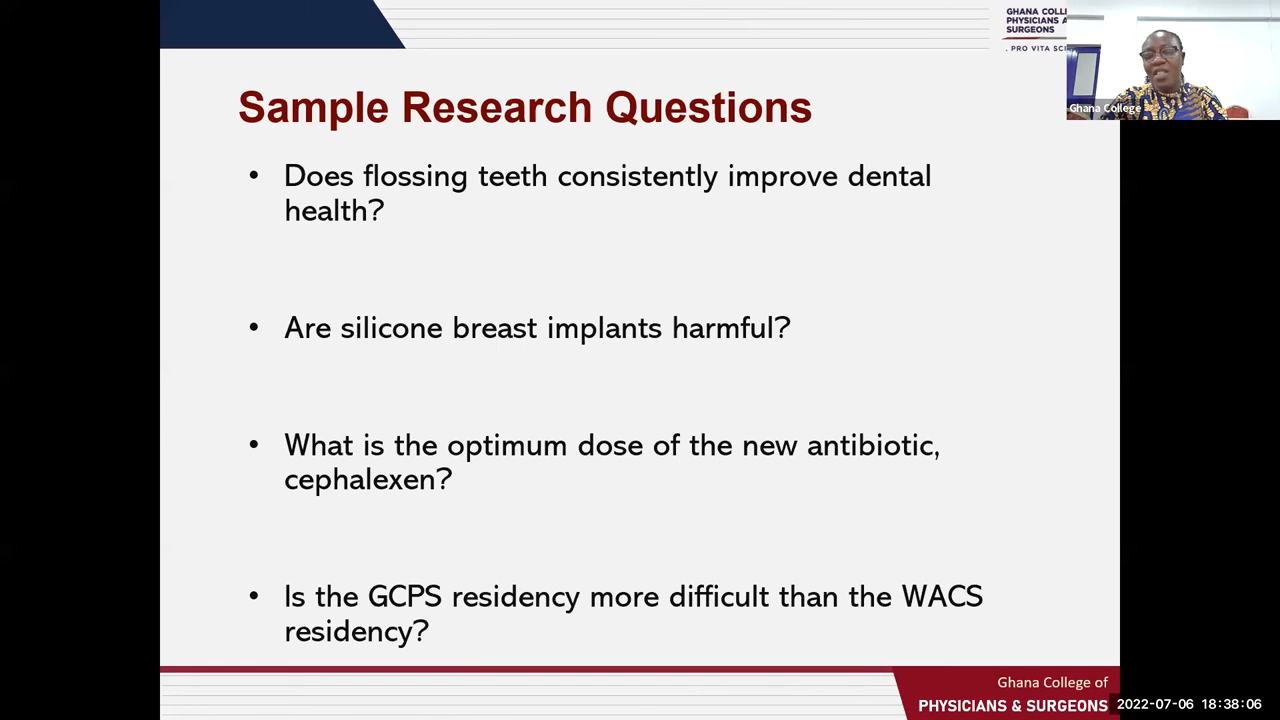 GHANA COLL
PHYSICIANS A
SURGEONS
. PRO VITA SCI
Ghana College
Sample Research Questions
• Does flossing teeth consistently improve dental
health?
• Are silicone breast implants harmful?
• What is the optimum dose of the new antibiotic,
cephalexen?
• Is the GCPS residency more difficult than the WACS
residency?
Ghana College of
PHYSICIANS & SURGEONS
2022-07-06 18:38:06